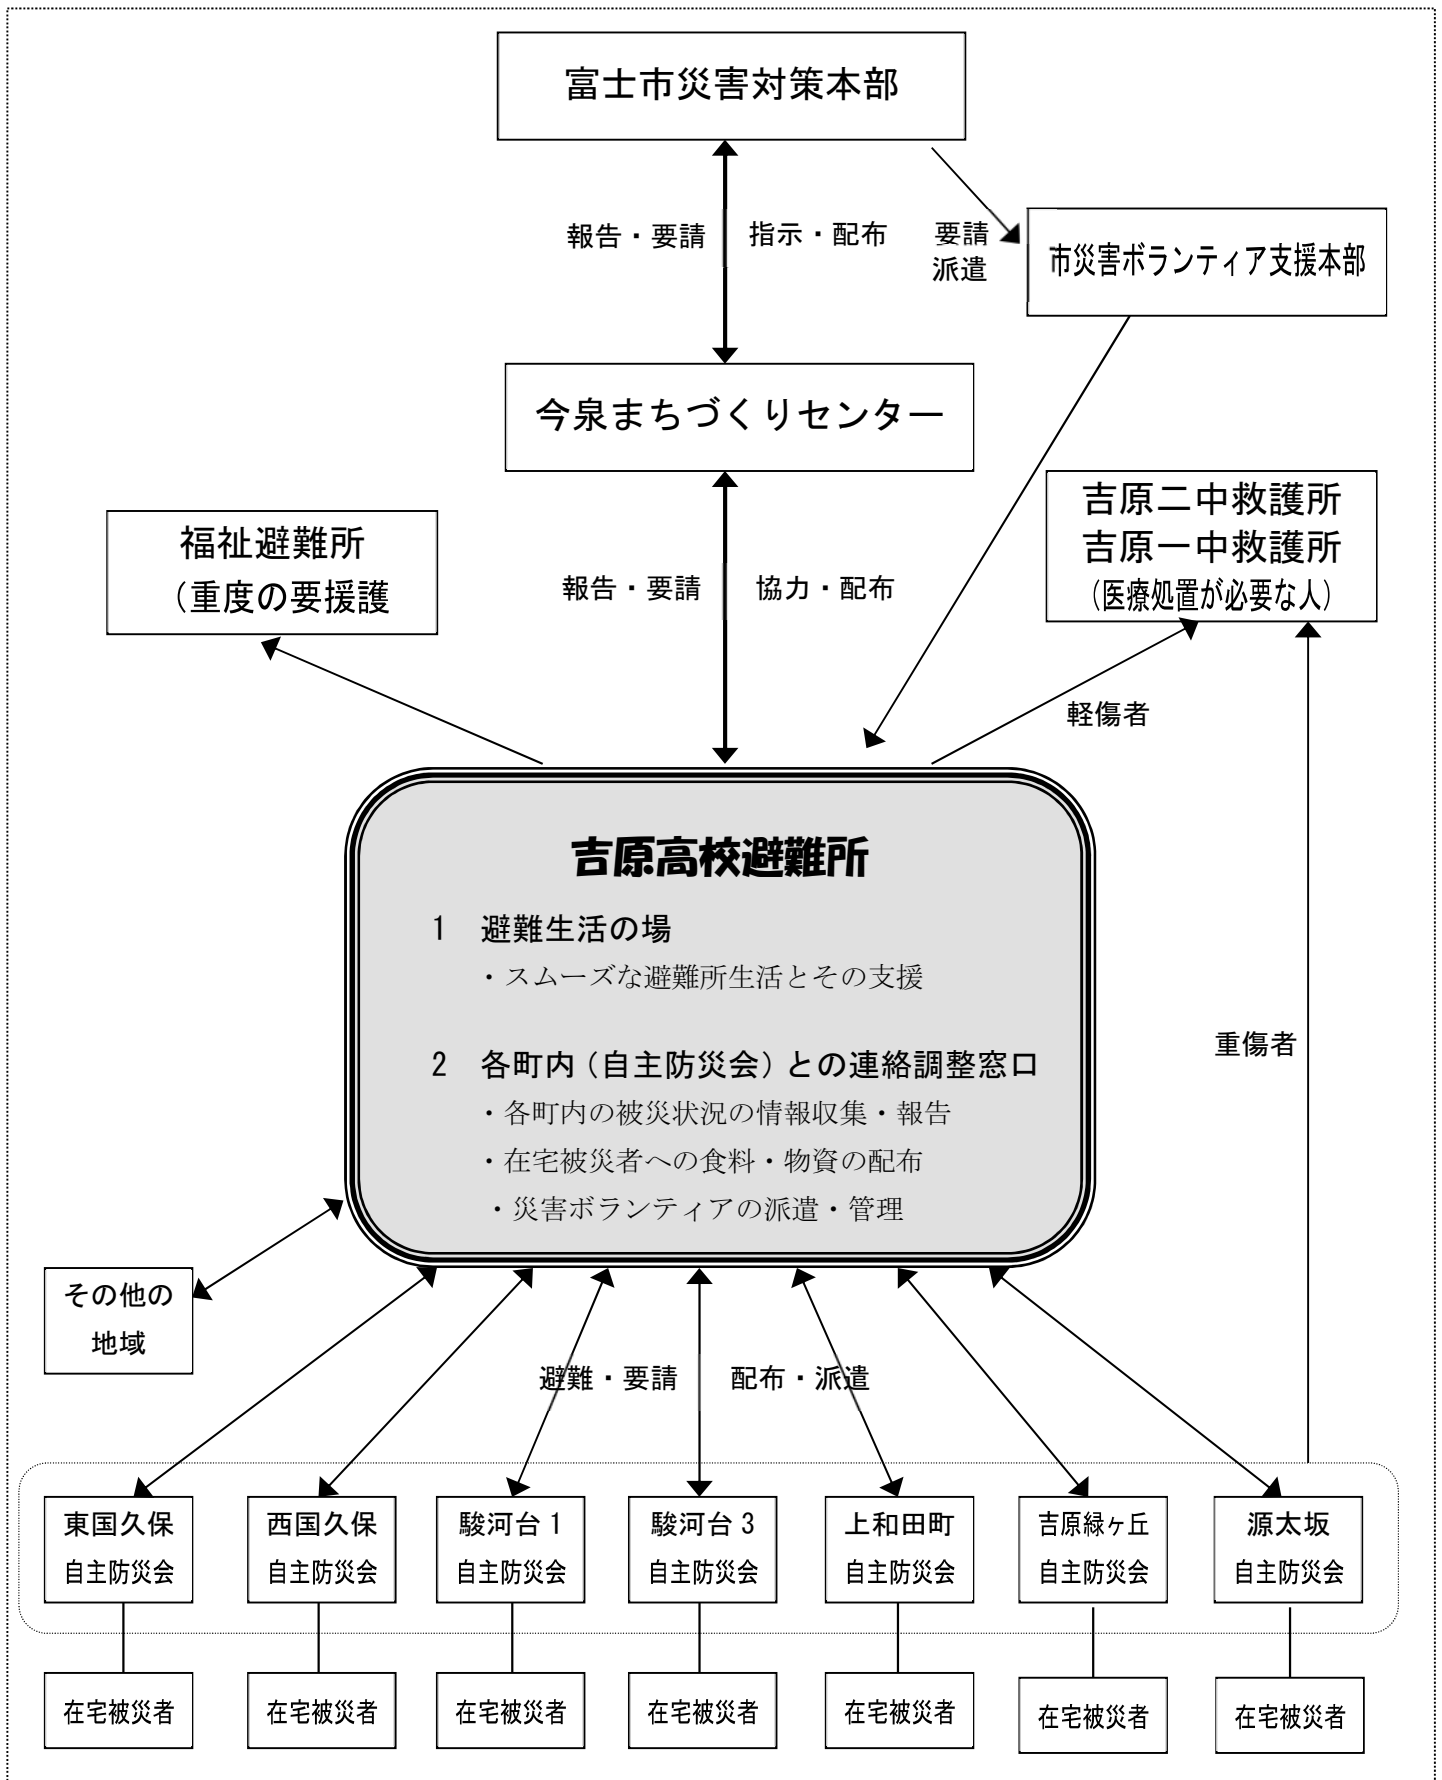 富士市災害対策本部
報告・要請
指示・配布
要請
派遣
市災害ボランティア支援本部
今泉まちづくりセンター
福祉避難所
（重度の要援護
報告・要請
協力・配布
吉原二中救護所
吉原一中救護所
（医療処置が必要な人）
軽傷者
吉原高校避難所
1 避難生活の場
・スムーズな避難所生活とその支援
2 各町内（自主防災会）との連絡調整窓口
・各町内の被災状況の情報収集・報告
・在宅被災者への食料・物資の配布
・災害ボランティアの派遣・管理
重傷者
その他の
地域
避難・要請
配布・派遣
東国久保
自主防災会
西国久保
自主防災会
駿河台1
自主防災会
駿河台3
自主防災会
上和田町
自主防災会
吉原緑ヶ丘
自主防災会
源太坂
自主防災会
在宅被災者
在宅被災者
在宅被災者
在宅被災者
在宅被災者
在宅被災者
在宅被災者